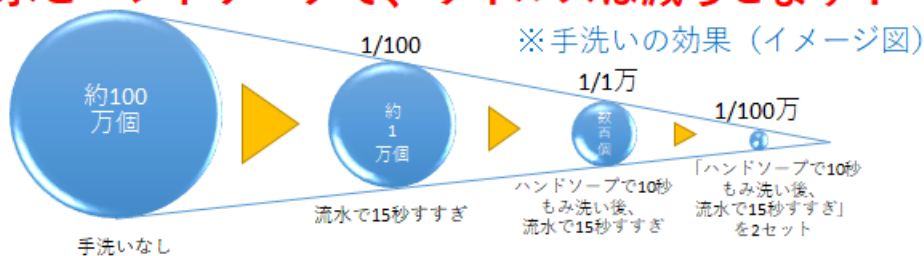 ※手洗いの効果（イメージ図）
約100
万個
手洗いなし
1/100
約
1
万個
流水で15秒すすぎ
1/1万
数百個
ハンドソープで10秒
もみ洗い後、
流水で15秒すすぎ
1/100万
「ハンドソープで10秒
もみ洗い後、
流水で15秒すすぎ」
を2セット